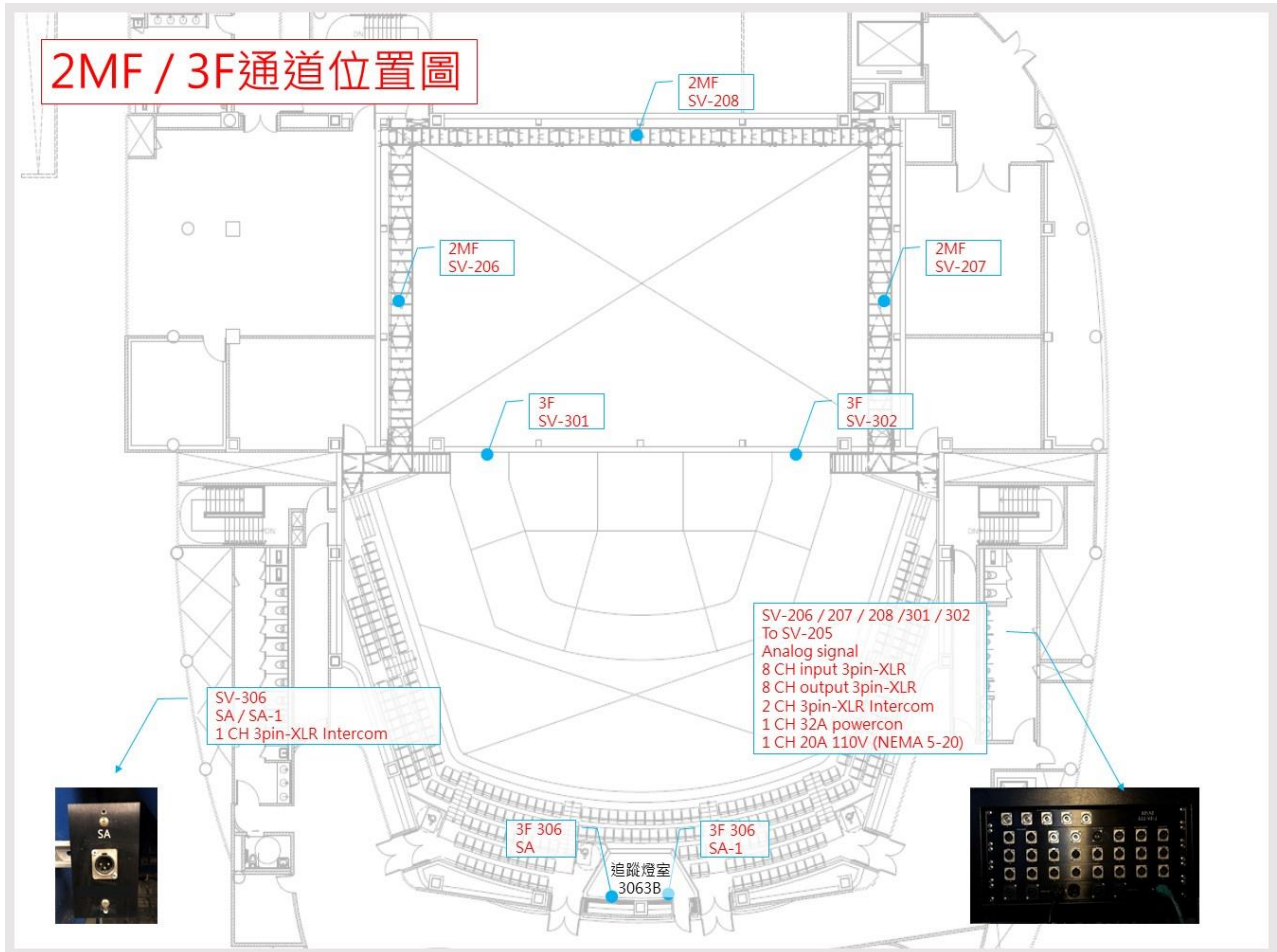 2MF / 3F通道位置圖
2MF
SV-208
2MF
SV-206
2MF
SV-207
3F
SV-301
3F
SV-302
SV-206 / 207 / 208 /301 / 302
To SV-205
Analog signal
8 CH input 3pin-XLR
8 CH output 3pin-XLR
2 CH 3pin-XLR Intercom
1 CH 32A powercon
1 CH 20A 110V (NEMA 5-20)
SV-306
SA / SA-1
1 CH 3pin-XLR Intercom
SA
3F 306
SA
3F 306
SA-1
追蹤燈室
3063B